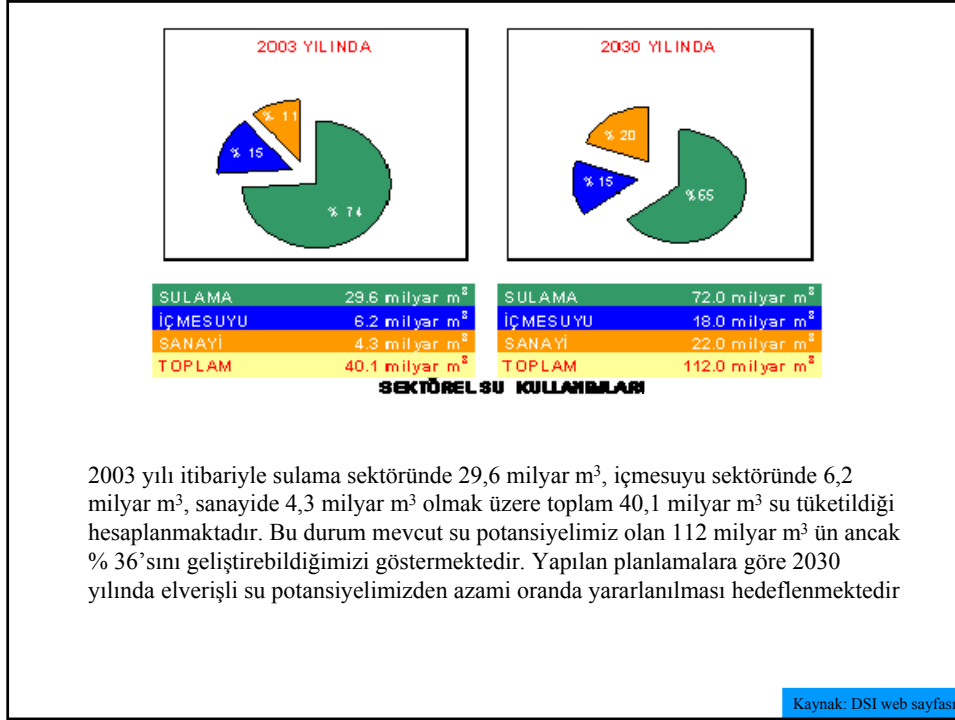 2003 YILINDA
% 11
% 15
% 74
2030 YILINDA
% 20
% 15
%65
SULAMA 29.6 milyar m³
İÇMESUYU 6.2 milyar m³
SANAYİ 4.3 milyar m³
TOPLAM 40.1 milyar m³
SULAMA 72.0 milyar m³
İÇMESUYU 18.0 milyar m³
SANAYİ 22.0 milyar m³
TOPLAM 112.0 milyar m³
SEKTÖREL SU KULLANIMLARI
2003 yılı itibariyle sulama sektöründe 29,6 milyar m³, içmesuyu sektöründe 6,2
milyar m³, sanayide 4,3 milyar m³ olmak üzere toplam 40,1 milyar m³ su tüketildiği
hesaplanmaktadır. Bu durum mevcut su potansiyelimiz olan 112 milyar m³ ün ancak
% 36’sını geliştirebildiğimizi göstermektedir. Yapılan planlamalara göre 2030
yılında elverişli su potansiyelimizden azami oranda yararlanılması hedeflenmektedir
Kaynak: DSI web sayfası